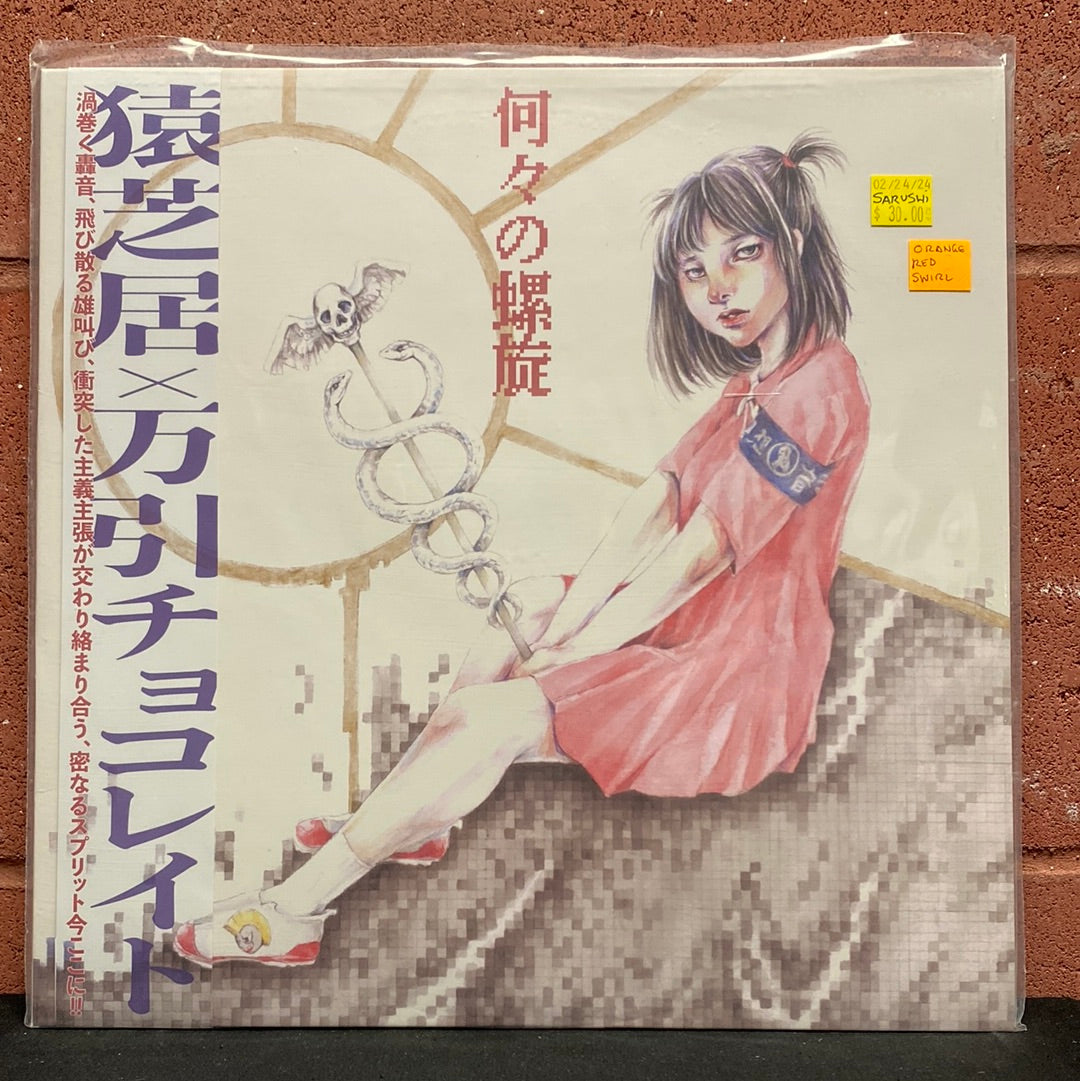 猿芝居×万引チョコレイト
渦巻く轟音、飛び散る雄叫び、衝突した主義主張が交わり絡まり合う、密なるスプリット今ここに!!
何々の螺旋
02/24/24
SARUSHI
$ 30.00
ORANGE
RED
SWIRL